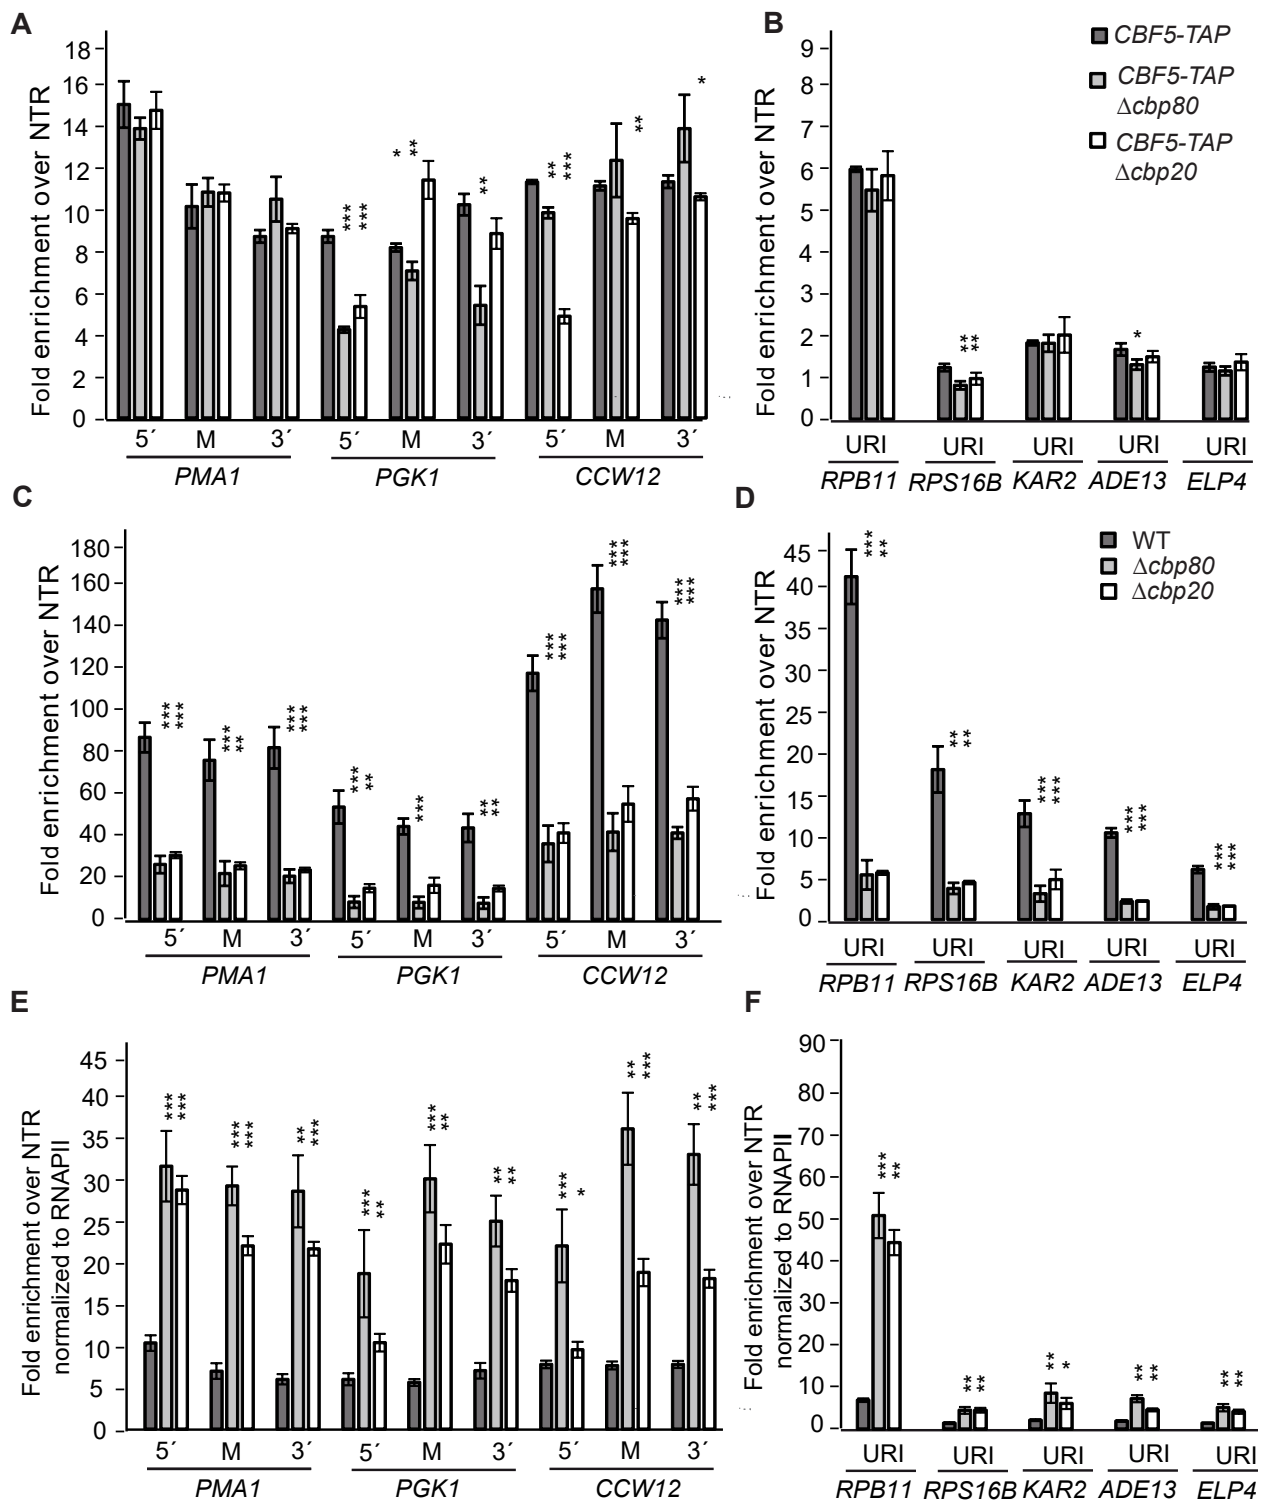 A
Fold enrichment over NTR
18
16
14
12
10
8
6
4
2
0
*** *** * ** ** ** *** ** *
5´ M 3´ 5´ M 3´ 5´ M 3´
PMA1 PGK1 CCW12
B
Fold enrichment over NTR
9
8
7
6
5
4
3
2
1
0
CBF5-TAP
CBF5-TAP
Δcbp80
CBF5-TAP
Δcbp20
** ** *
URI URI URI URI URI
RPB11 RPS16B KAR2 ADE13 ELP4
C
Fold enrichment over NTR
180
160
140
120
100
80
60
40
20
0
*** *** *** ** *** *** *** ** *** ** ** *** *** *** *** *** ***
5´ M 3´ 5´ M 3´ 5´ M 3´
PMA1 PGK1 CCW12
D
Fold enrichment over NTR
45
40
35
30
25
20
15
10
5
0
WT
Δcbp80
Δcbp20
*** ** ** ** *** *** *** *** *** ***
URI URI URI URI URI
RPB11 RPS16B KAR2 ADE13 ELP4
E
Fold enrichment over NTR
normalized to RNAPII
45
40
35
30
25
20
15
10
5
0
*** *** *** *** ** *** *** ** *** ** ** ** *** * ** *** ** ***
5´ M 3´ 5´ M 3´ 5´ M 3´
PMA1 PGK1 CCW12
F
Fold enrichment over NTR
normalized to RNAPII
90
80
70
60
50
40
30
20
10
0
*** ** ** ** ** * ** ** ** **
URI URI URI URI URI
RPB11 RPS16B KAR2 ADE13 ELP4